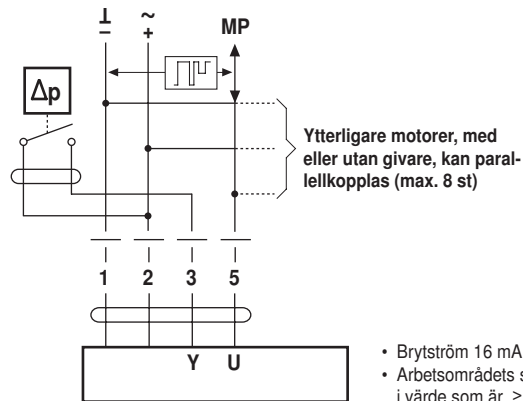 ⊥ ~
– +
MP
Δp
Ytterligare motorer, med
eller utan givare, kan paral-
lellkopplas (max. 8 st)
1 2 3 5
Y U
• Brytström 16 mA
• Arbetsområdets s
i värde som är >